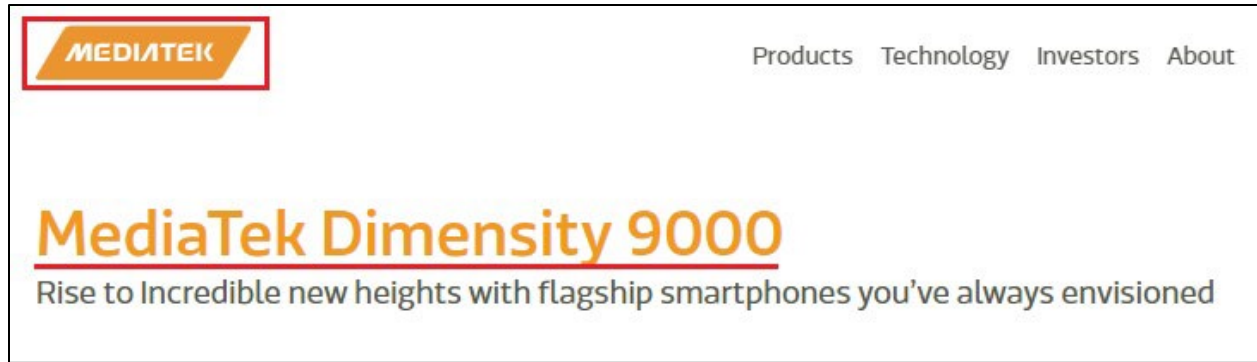 MEDIATEK
Products Technology Investors About
MediaTek Dimensity 9000
Rise to Incredible new heights with flagship smartphones you've always envisioned